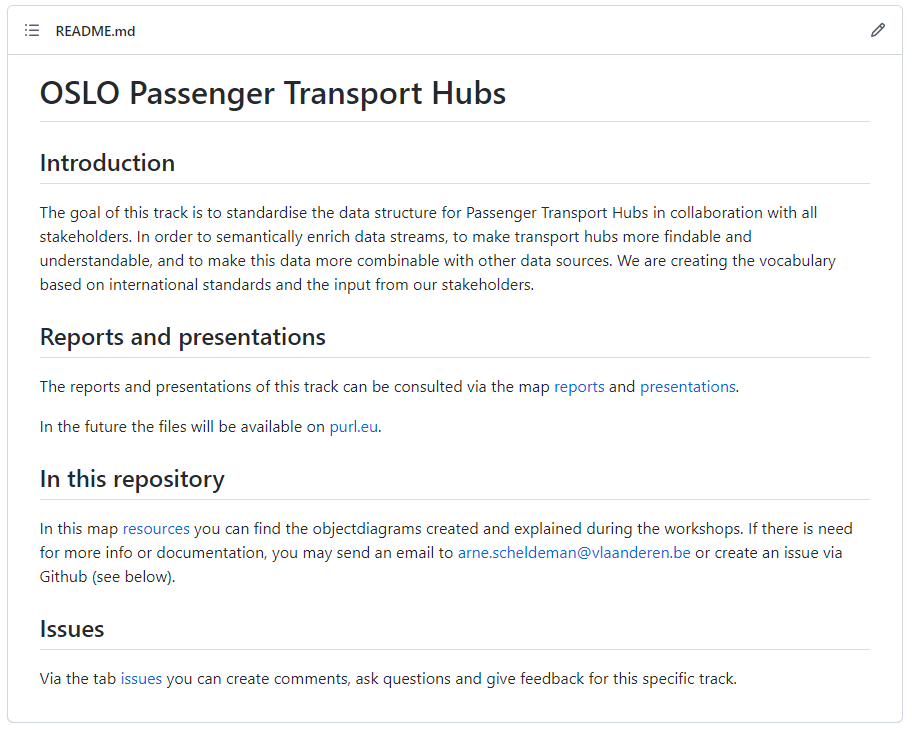 README.md
OSLO Passenger Transport Hubs
Introduction
The goal of this track is to standardise the data structure for Passenger Transport Hubs in collaboration with all
stakeholders. In order to semantically enrich data streams, to make transport hubs more findable and
understandable, and to make this data more combinable with other data sources. We are creating the vocabulary
based on international standards and the input from our stakeholders.
Reports and presentations
The reports and presentations of this track can be consulted via the map reports and presentations.
In the future the files will be available on purl.eu.
In this repository
In this map resources you can find the objectdiagrams created and explained during the workshops. If there is need
for more info or documentation, you may send an email to arne.scheldeman@vlaanderen.be or create an issue via
Github (see below).
Issues
Via the tab issues you can create comments, ask questions and give feedback for this specific track.